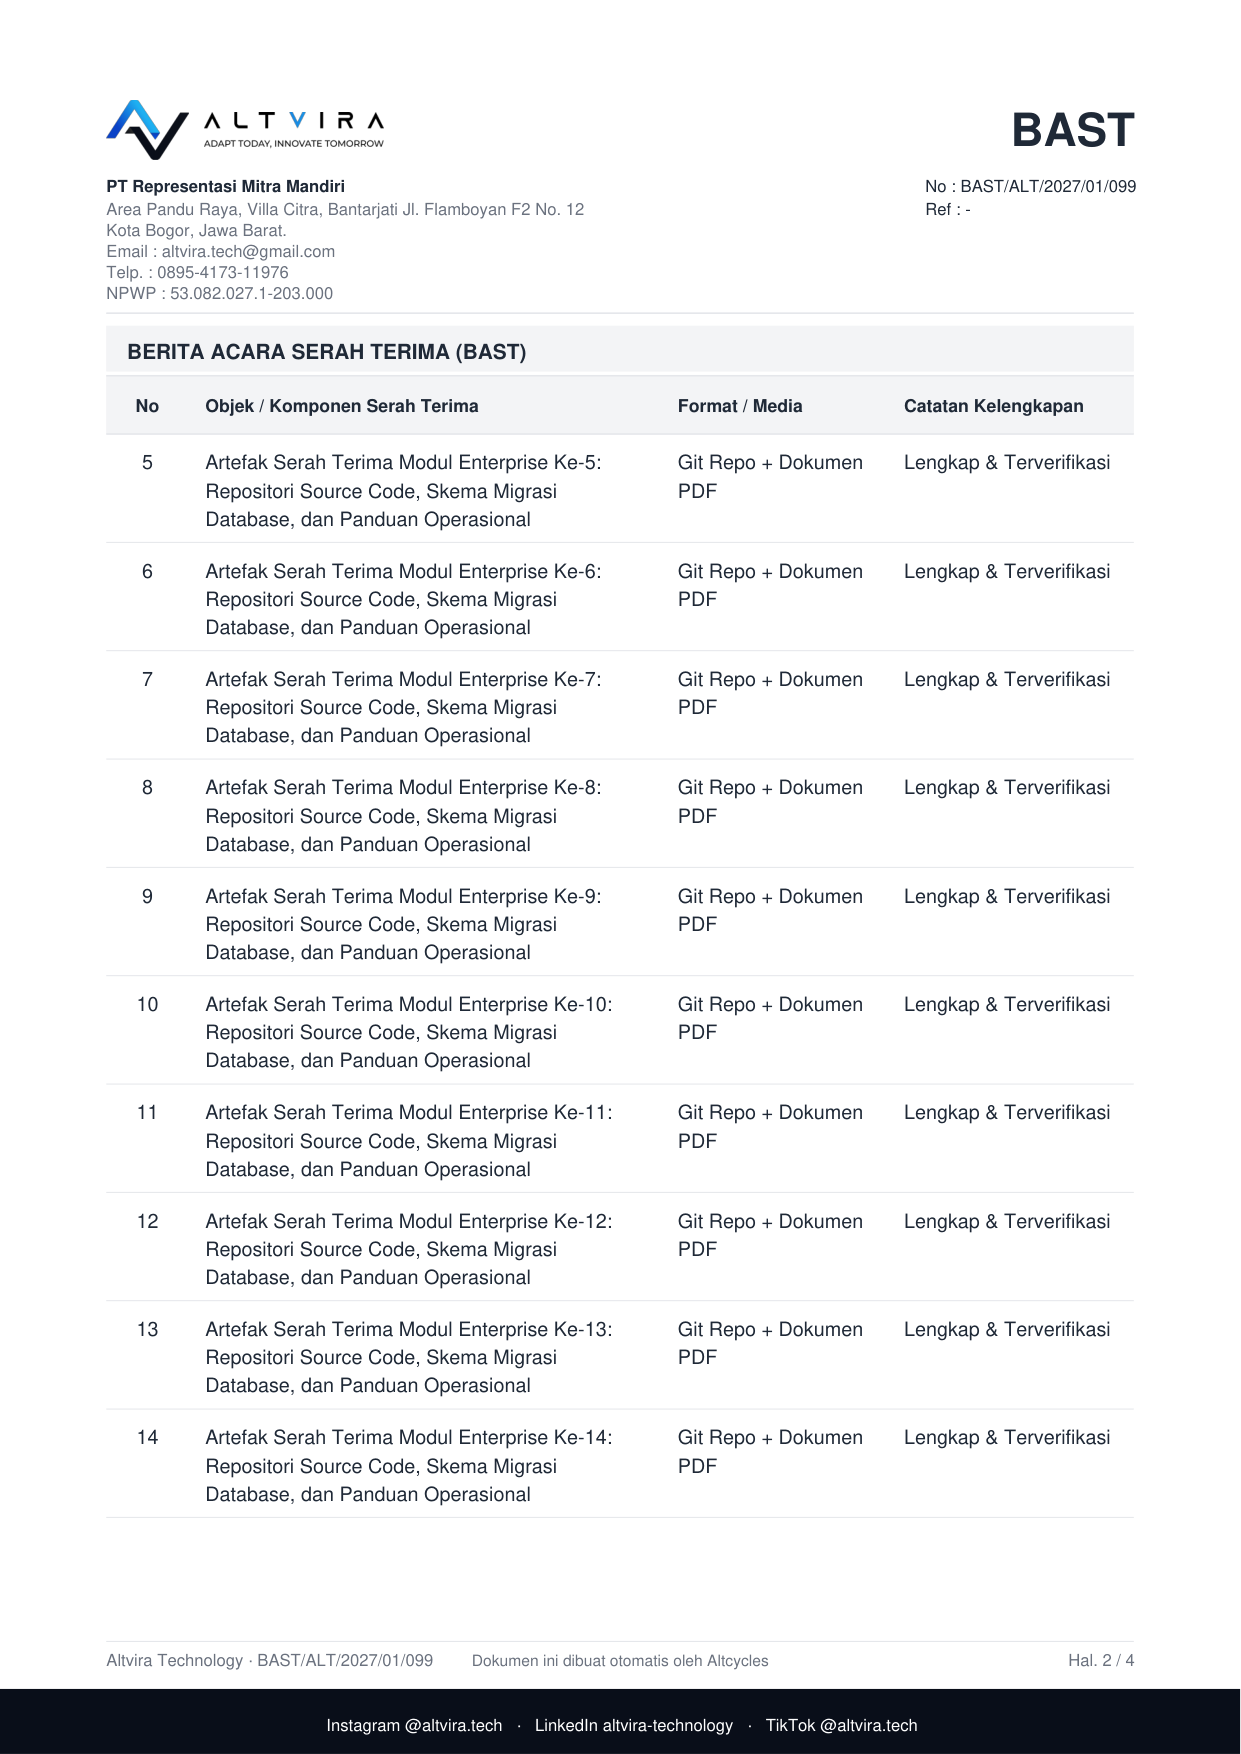 ALTVIRA
ADAPT TODAY, INNOVATE TOMORROW
BAST
PT Representasi Mitra Mandiri
Area Pandu Raya, Villa Citra, Bantarjati Jl. Flamboyan F2 No. 12
Kota Bogor, Jawa Barat.
Email : altvira.tech@gmail.com
Telp. : 0895-4173-11976
NPWP : 53.082.027.1-203.000
No : BAST/ALT/2027/01/099
Ref : -
BERITA ACARA SERAH TERIMA (BAST)
No Objek / Komponen Serah Terima Format / Media Catatan Kelengkapan
5 Artefak Serah Terima Modul Enterprise Ke-5: Git Repo + Dokumen Lengkap & Terverifikasi
Repositori Source Code, Skema Migrasi PDF
Database, dan Panduan Operasional
6 Artefak Serah Terima Modul Enterprise Ke-6: Git Repo + Dokumen Lengkap & Terverifikasi
Repositori Source Code, Skema Migrasi PDF
Database, dan Panduan Operasional
7 Artefak Serah Terima Modul Enterprise Ke-7: Git Repo + Dokumen Lengkap & Terverifikasi
Repositori Source Code, Skema Migrasi PDF
Database, dan Panduan Operasional
8 Artefak Serah Terima Modul Enterprise Ke-8: Git Repo + Dokumen Lengkap & Terverifikasi
Repositori Source Code, Skema Migrasi PDF
Database, dan Panduan Operasional
9 Artefak Serah Terima Modul Enterprise Ke-9: Git Repo + Dokumen Lengkap & Terverifikasi
Repositori Source Code, Skema Migrasi PDF
Database, dan Panduan Operasional
10 Artefak Serah Terima Modul Enterprise Ke-10: Git Repo + Dokumen Lengkap & Terverifikasi
Repositori Source Code, Skema Migrasi PDF
Database, dan Panduan Operasional
11 Artefak Serah Terima Modul Enterprise Ke-11: Git Repo + Dokumen Lengkap & Terverifikasi
Repositori Source Code, Skema Migrasi PDF
Database, dan Panduan Operasional
12 Artefak Serah Terima Modul Enterprise Ke-12: Git Repo + Dokumen Lengkap & Terverifikasi
Repositori Source Code, Skema Migrasi PDF
Database, dan Panduan Operasional
13 Artefak Serah Terima Modul Enterprise Ke-13: Git Repo + Dokumen Lengkap & Terverifikasi
Repositori Source Code, Skema Migrasi PDF
Database, dan Panduan Operasional
14 Artefak Serah Terima Modul Enterprise Ke-14: Git Repo + Dokumen Lengkap & Terverifikasi
Repositori Source Code, Skema Migrasi PDF
Database, dan Panduan Operasional
Altvira Technology · BAST/ALT/2027/01/099 Dokumen ini dibuat otomatis oleh Altcycles Hal. 2 / 4
Instagram @altvira.tech · LinkedIn altvira-technology · TikTok @altvira.tech